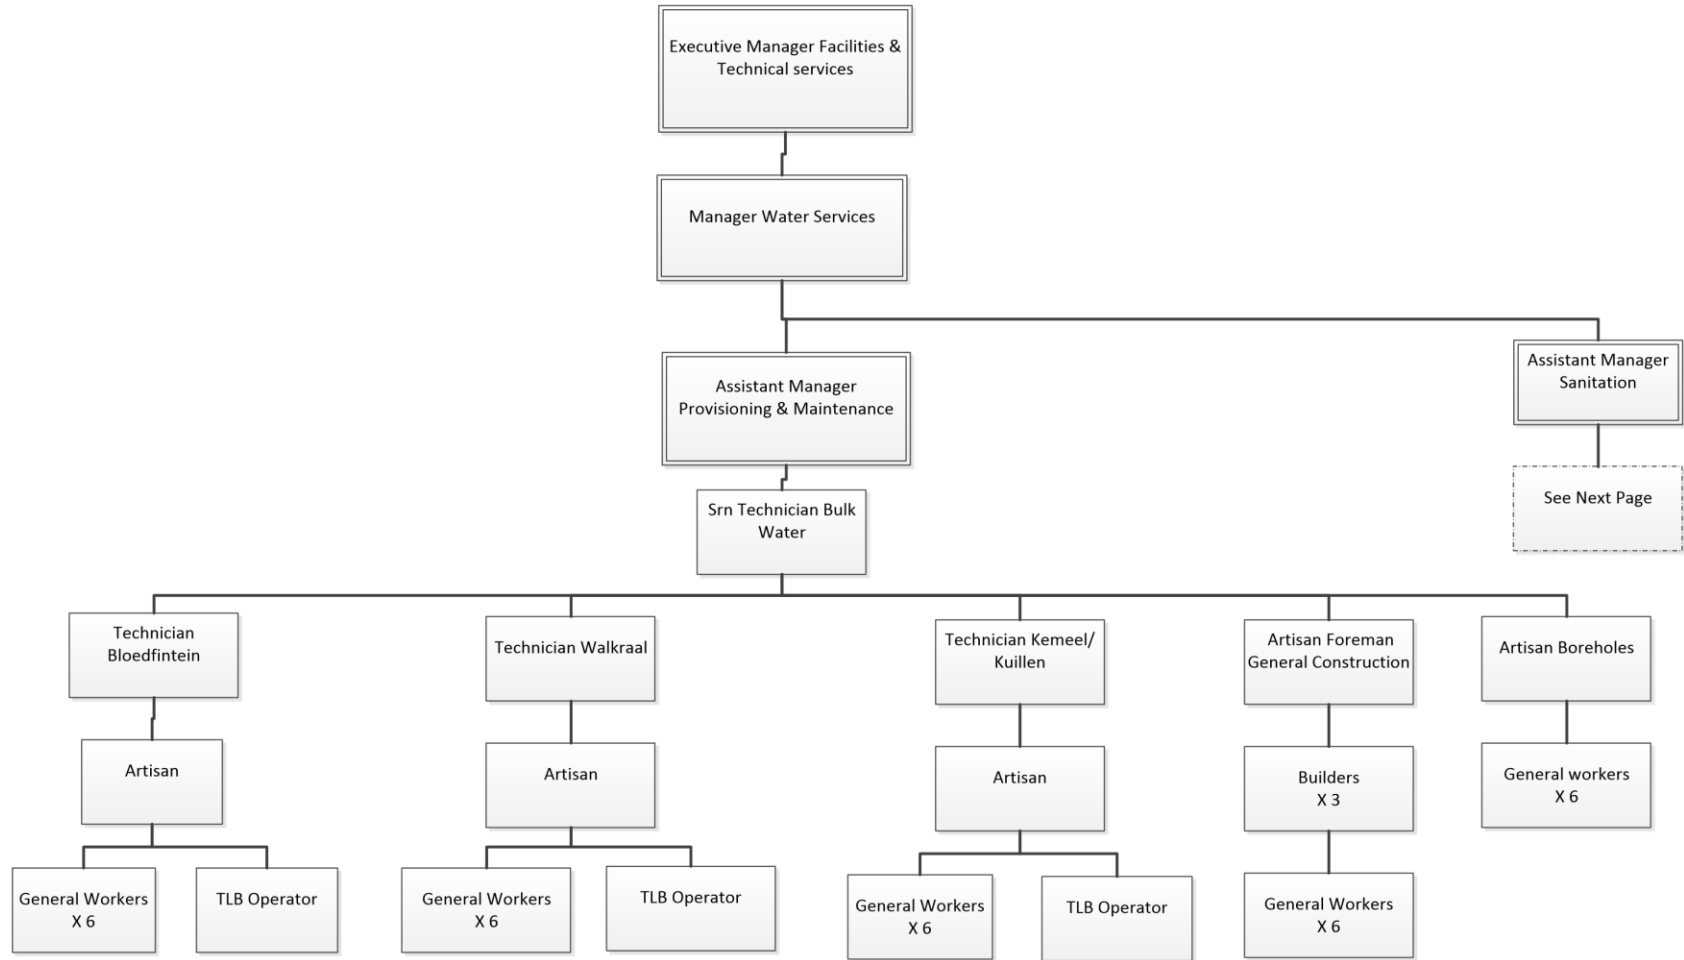 Executive Manager Facilities &
Technical services
Manager Water Services
Assistant Manager
Provisioning & Maintenance
Assistant Manager
Sanitation
See Next Page
Srn Technician Bulk
Water
Technician
Bloedfintein
Technician Walkraal
Technician Kemeel/
Kuillen
Artisan Foreman
General Construction
Artisan Boreholes
Artisan
Artisan
Artisan
Builders
X 3
General workers
X 6
General Workers
X 6
TLB Operator
General Workers
X 6
TLB Operator
General Workers
X 6
TLB Operator
General Workers
X 6